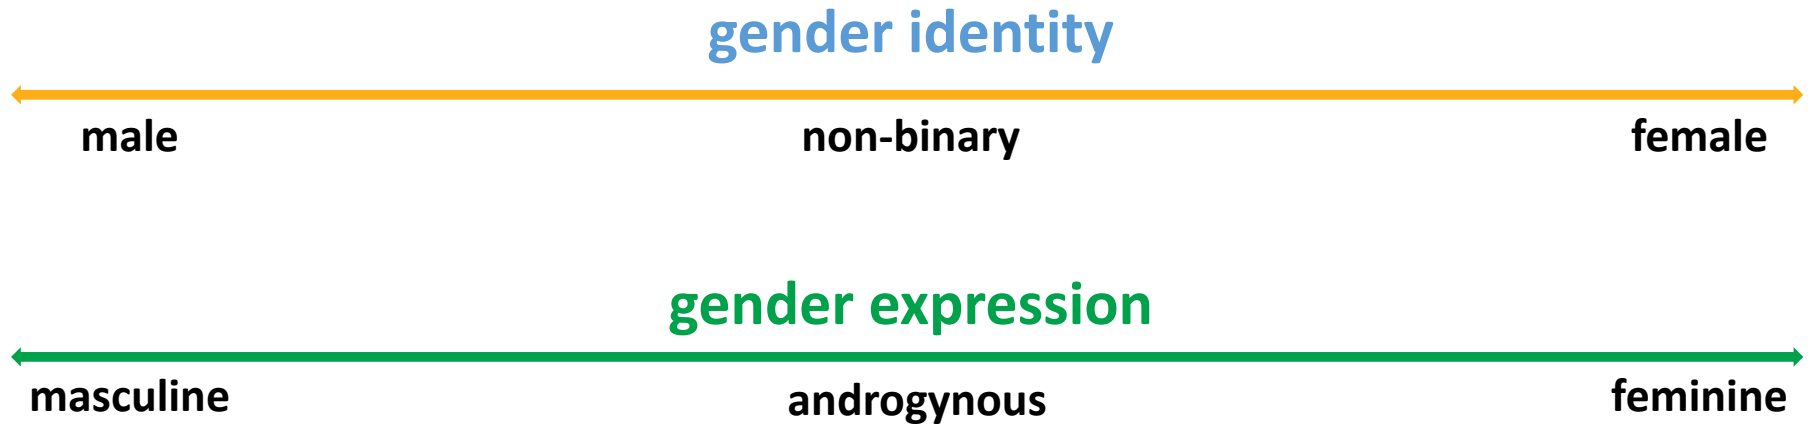 gender identity
male non-binary female
gender expression
masculine androgynous feminine